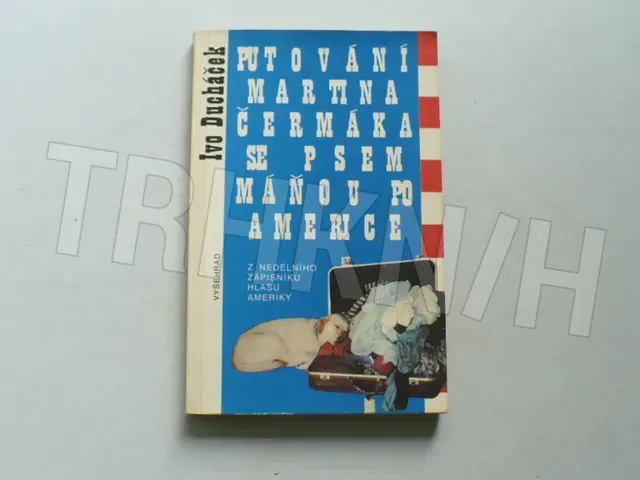 Ivo Ducháček
PUTOVÁNÍ
MARTINA
ČERMÁKA
SE PSEM
MÁŇOU PO
AMERICE
Z NEDĚLNÍHO
ZÁPISNÍKU
HLASU
AMERIKY
VYŠEHRAD
TRHKNIH